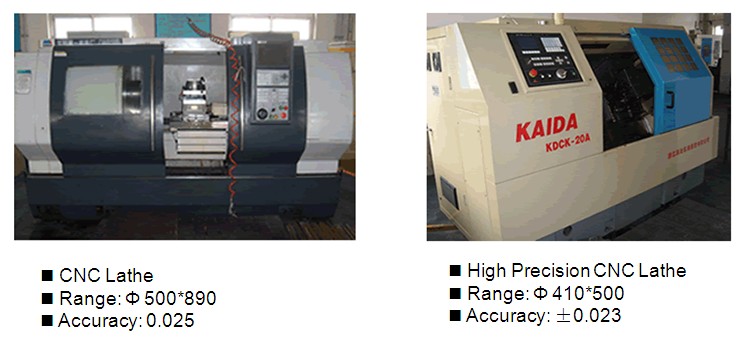 KAIDA
KDCK-20A
■ CNC Lathe
■ Range: Φ 500*890
■ Accuracy: 0.025
■ High Precision CNC Lathe
■ Range: Φ 410*500
■ Accuracy: ±0.023